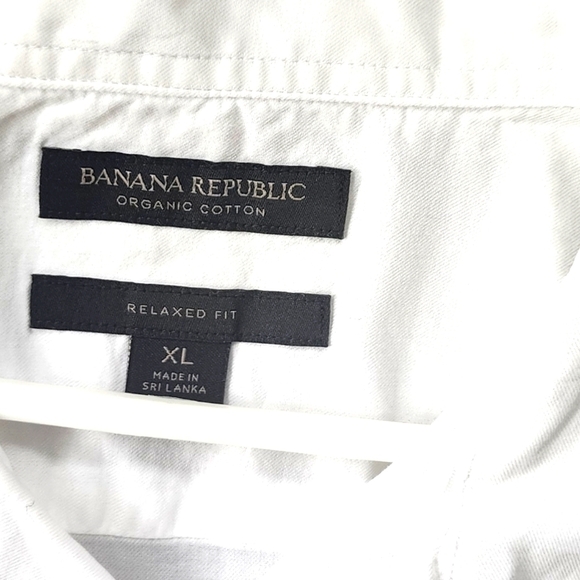 BANANA REPUBLIC
ORGANIC COTTON
RELAXED FIT
XL
MADE IN
SRI LANKA